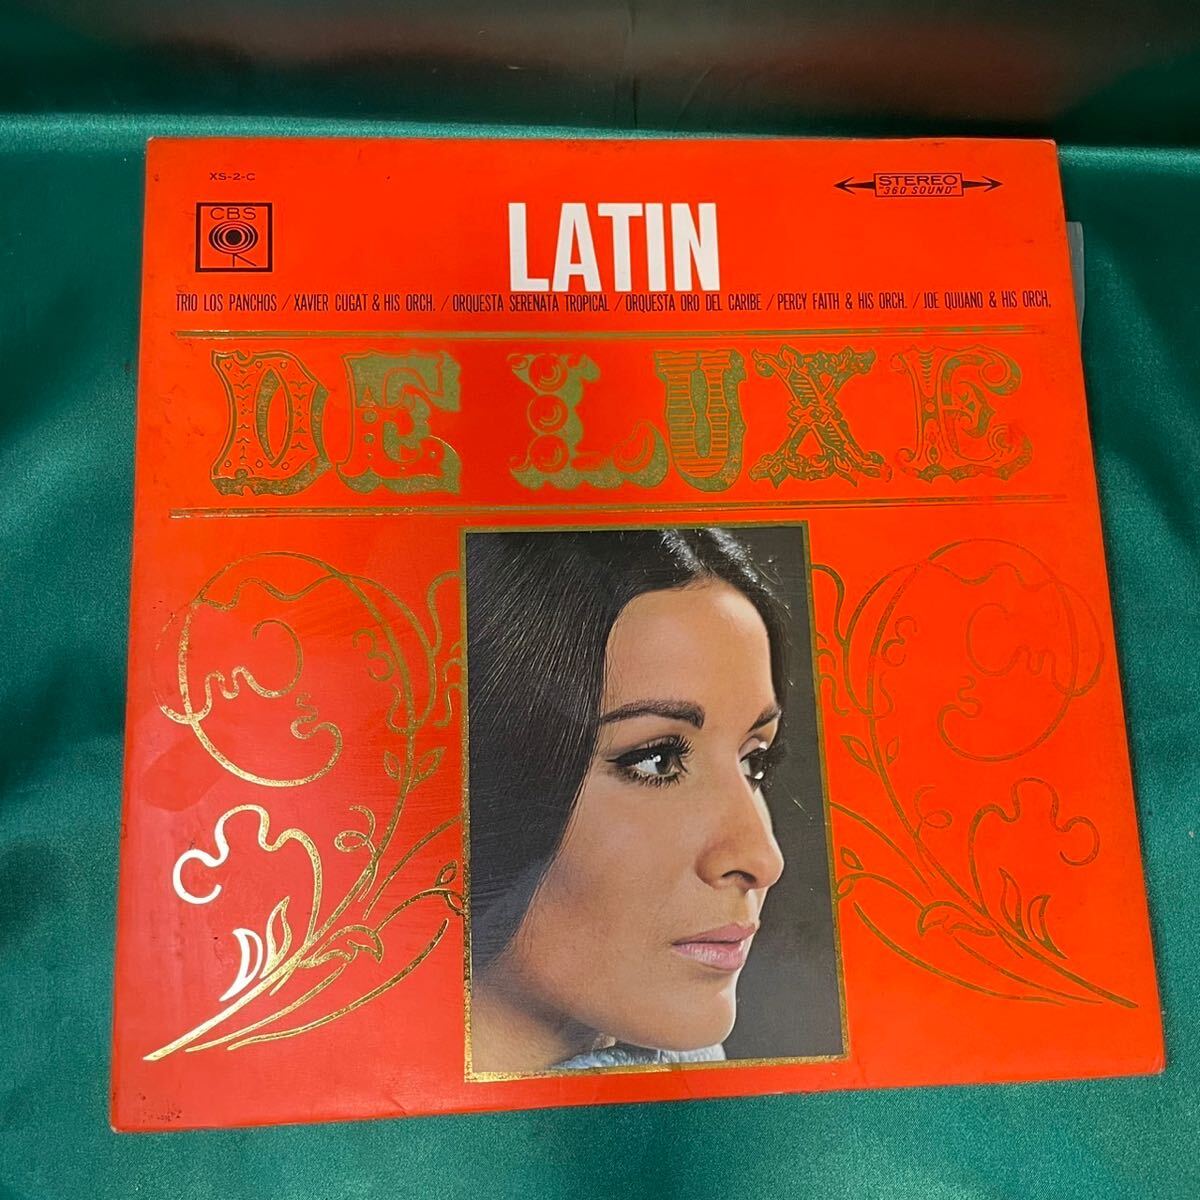 XS-2-C
STEREO
"360 SOUND"
CBS
LATIN
TRIO LOS PANCHOS / XAVIER CUGAT & HIS ORCH. / ORQUESTA SERENATA TROPICAL / ORQUESTA ORO DEL CARIBE / PERCY FAITH & HIS ORCH. / JOE QUIJANO & HIS ORCH,
DE LUXE